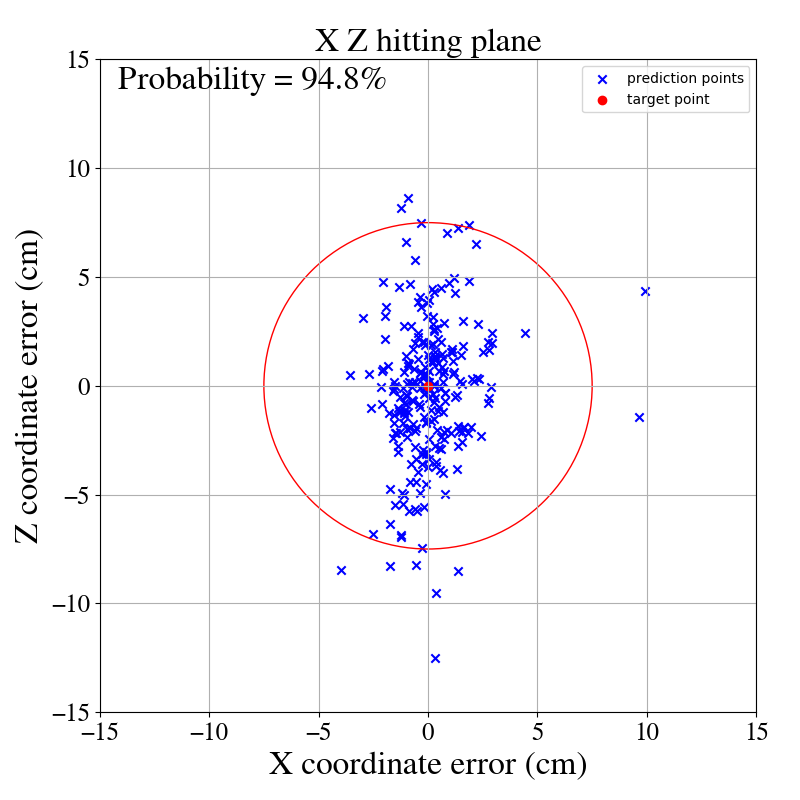 X Z hitting plane
Probability = 94.8%
prediction points
target point
15
10
5
0
−5
−10
−15
Z coordinate error (cm)
−15 −10 −5 0 5 10 15
X coordinate error (cm)